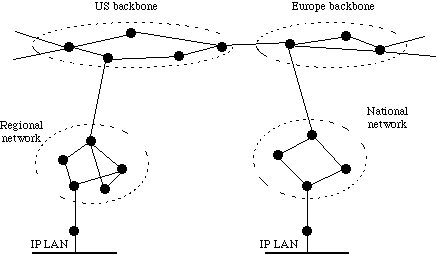 US backbone
Europe backbone
Regional
network
National
network
IP LAN
IP LAN